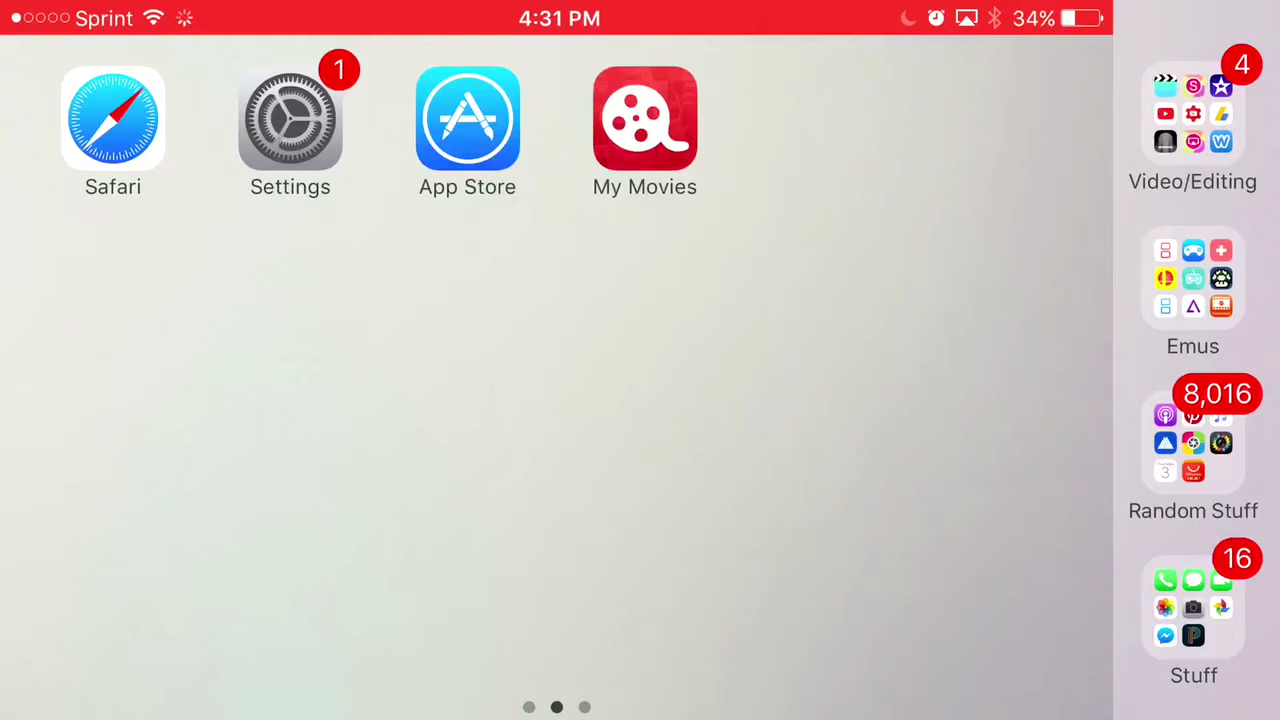 Sprint 4:31 PM 34%
1
Safari Settings App Store My Movies
4
Video/Editing
Emus
8,016
3
Random Stuff
16
Stuff